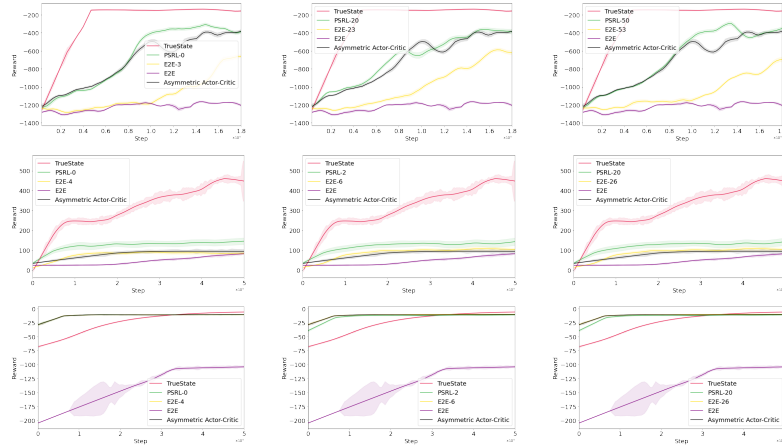 −200
−400
−600
−800
−1000
−1200
−1400
Reward
0.2 0.4 0.6 0.8 1.0 1.2 1.4 1.6 1.8
Step
TrueState
PSRL-0
E2E-3
E2E
Asymmetric Actor-Critic
−200
−400
−600
−800
−1000
−1200
−1400
Reward
0.2 0.4 0.6 0.8 1.0 1.2 1.4 1.6 1.8
Step
TrueState
PSRL-20
E2E-23
E2E
Asymmetric Actor-Critic
−200
−400
−600
−800
−1000
−1200
−1400
Reward
0.2 0.4 0.6 0.8 1.0 1.2 1.4 1.6 1.8
Step
TrueState
PSRL-50
E2E-53
E2E
Asymmetric Actor-Critic
500
400
300
200
100
0
Reward
0 1 2 3 4 5
Step
TrueState
PSRL-0
E2E-4
E2E
Asymmetric Actor-Critic
500
400
300
200
100
0
Reward
0 1 2 3 4 5
Step
TrueState
PSRL-2
E2E-6
E2E
Asymmetric Actor-Critic
500
400
300
200
100
0
Reward
0 1 2 3 4 5
Step
TrueState
PSRL-20
E2E-26
E2E
Asymmetric Actor-Critic
0
−25
−50
−75
−100
−125
−150
−175
−200
Reward
0 1 2 3 4 5
Step
TrueState
PSRL-0
E2E-4
E2E
Asymmetric Actor-Critic
0
−25
−50
−75
−100
−125
−150
−175
−200
Reward
0 1 2 3 4 5
Step
TrueState
PSRL-2
E2E-6
E2E
Asymmetric Actor-Critic
0
−25
−50
−75
−100
−125
−150
−175
−200
Reward
0 1 2 3 4 5
Step
TrueState
PSRL-20
E2E-26
E2E
Asymmetric Actor-Critic